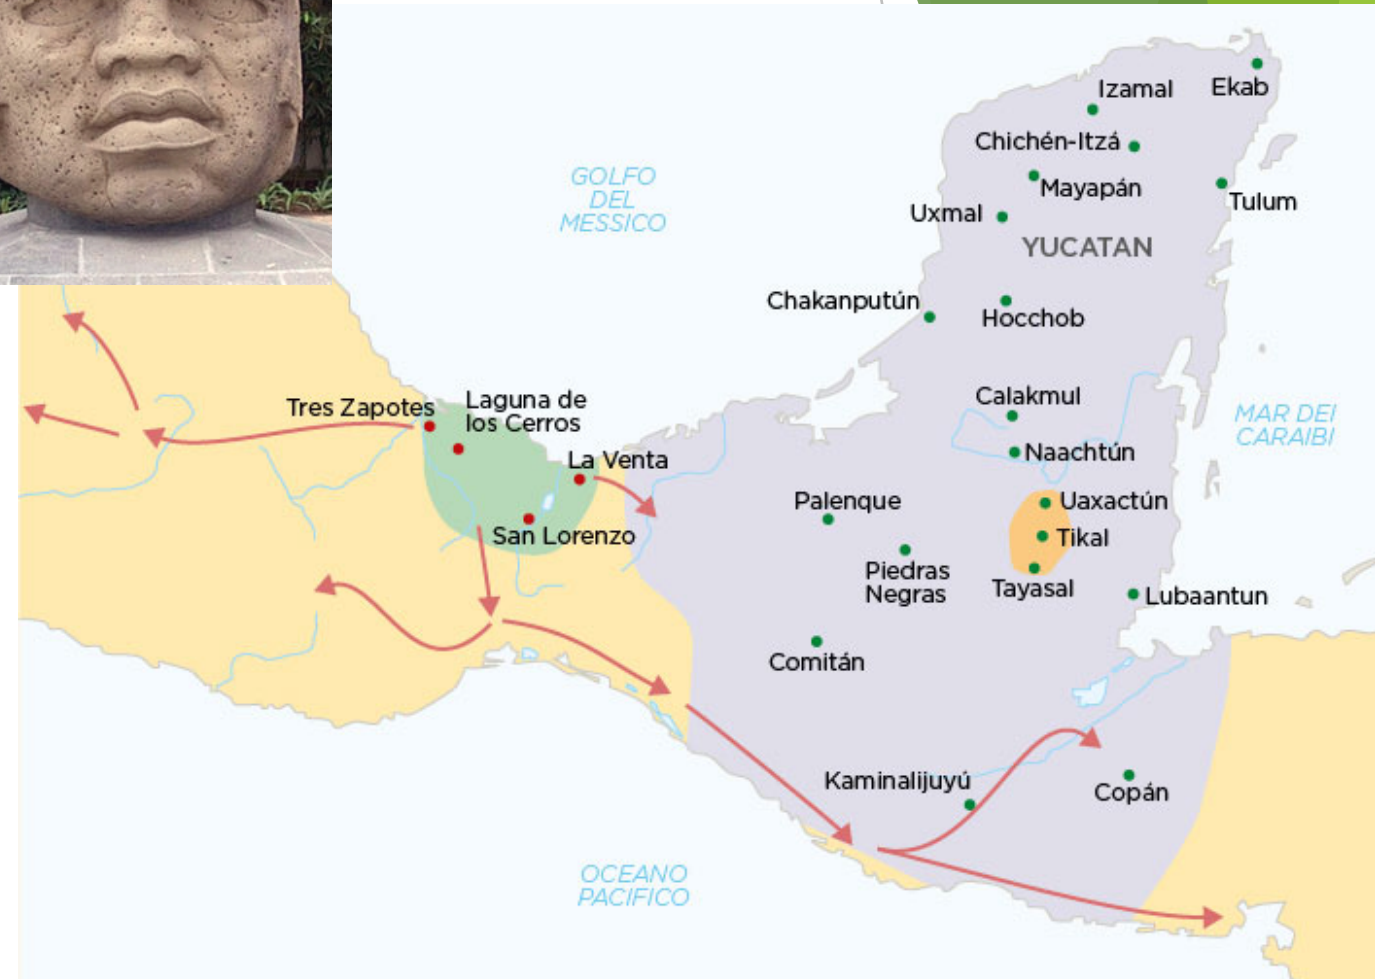 Izamal
Ekab
Chichén-Itzá
GOLFO
DEL
MESSICO
Mayapán
Tulum
Uxmal
YUCATAN
Chakanputún
Hocchob
Calakmul
Laguna de
los Cerros
Tres Zapotes
MAR DEI
CARAIBI
Naachtún
La Venta
Palenque
Uaxactún
San Lorenzo
Tikal
Piedras
Negras
Tayasal
Lubaantun
Comitán
Kaminalijuyú
Copán
OCEANO
PACIFICO